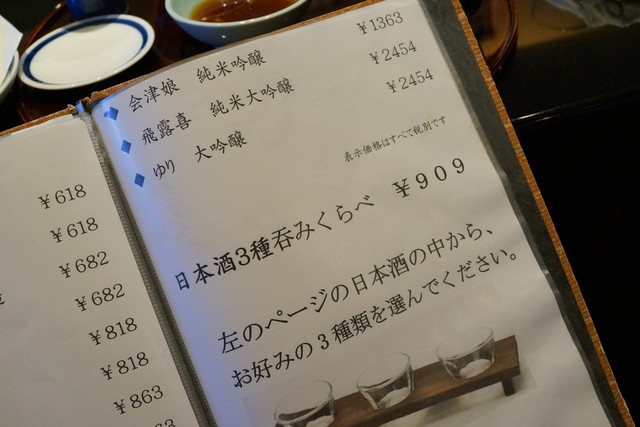 ¥618
¥618
¥682
¥682
¥818
¥818
¥863
会津娘 純米吟醸 ¥1363
飛露喜 純米大吟醸 ¥2454
ゆり 大吟醸 ¥2454
表示価格はすべて税別です
日本酒3種呑みくらべ ¥909
左のページの日本酒の中から、
お好みの3種類を選んでください。